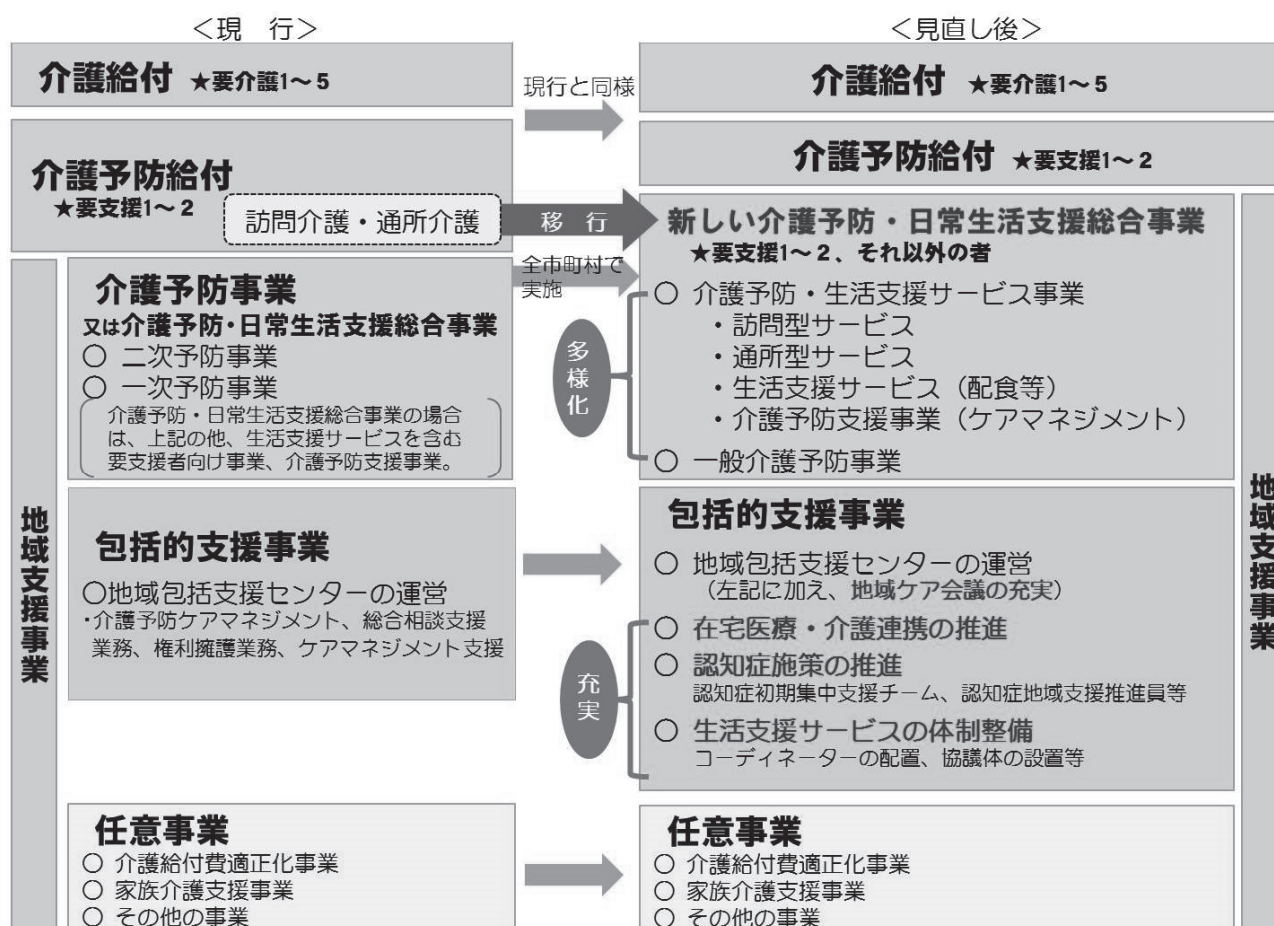 ＜現　行＞
介護給付 ★要介護1～5
介護予防給付
★要支援1～2
訪問介護・通所介護
地域支援事業
介護予防事業
又は介護予防・日常生活支援総合事業
○ 二次予防事業
○ 一次予防事業
介護予防・日常生活支援総合事業の場合
は、上記の他、生活支援サービスを含む
要支援者向け事業、介護予防支援事業。
包括的支援事業
○地域包括支援センターの運営
・介護予防ケアマネジメント、総合相談支援
業務、権利擁護業務、ケアマネジメント支援
任意事業
○ 介護給付費適正化事業
○ 家族介護支援事業
○ その他の事業
現行と同様
移 行
全市町村で
実施
多様化
充実
＜見直し後＞
介護給付 ★要介護1～5
介護予防給付 ★要支援1～2
新しい介護予防・日常生活支援総合事業
★要支援1～2、それ以外の者
○ 介護予防・生活支援サービス事業
・訪問型サービス
・通所型サービス
・生活支援サービス（配食等）
・介護予防支援事業（ケアマネジメント）
○ 一般介護予防事業
包括的支援事業
○ 地域包括支援センターの運営
（左記に加え、地域ケア会議の充実）
○ 在宅医療・介護連携の推進
○ 認知症施策の推進
認知症初期集中支援チーム、認知症地域支援推進員等
○ 生活支援サービスの体制整備
コーディネーターの配置、協議体の設置等
任意事業
○ 介護給付費適正化事業
○ 家族介護支援事業
○ その他の事業
地域支援事業